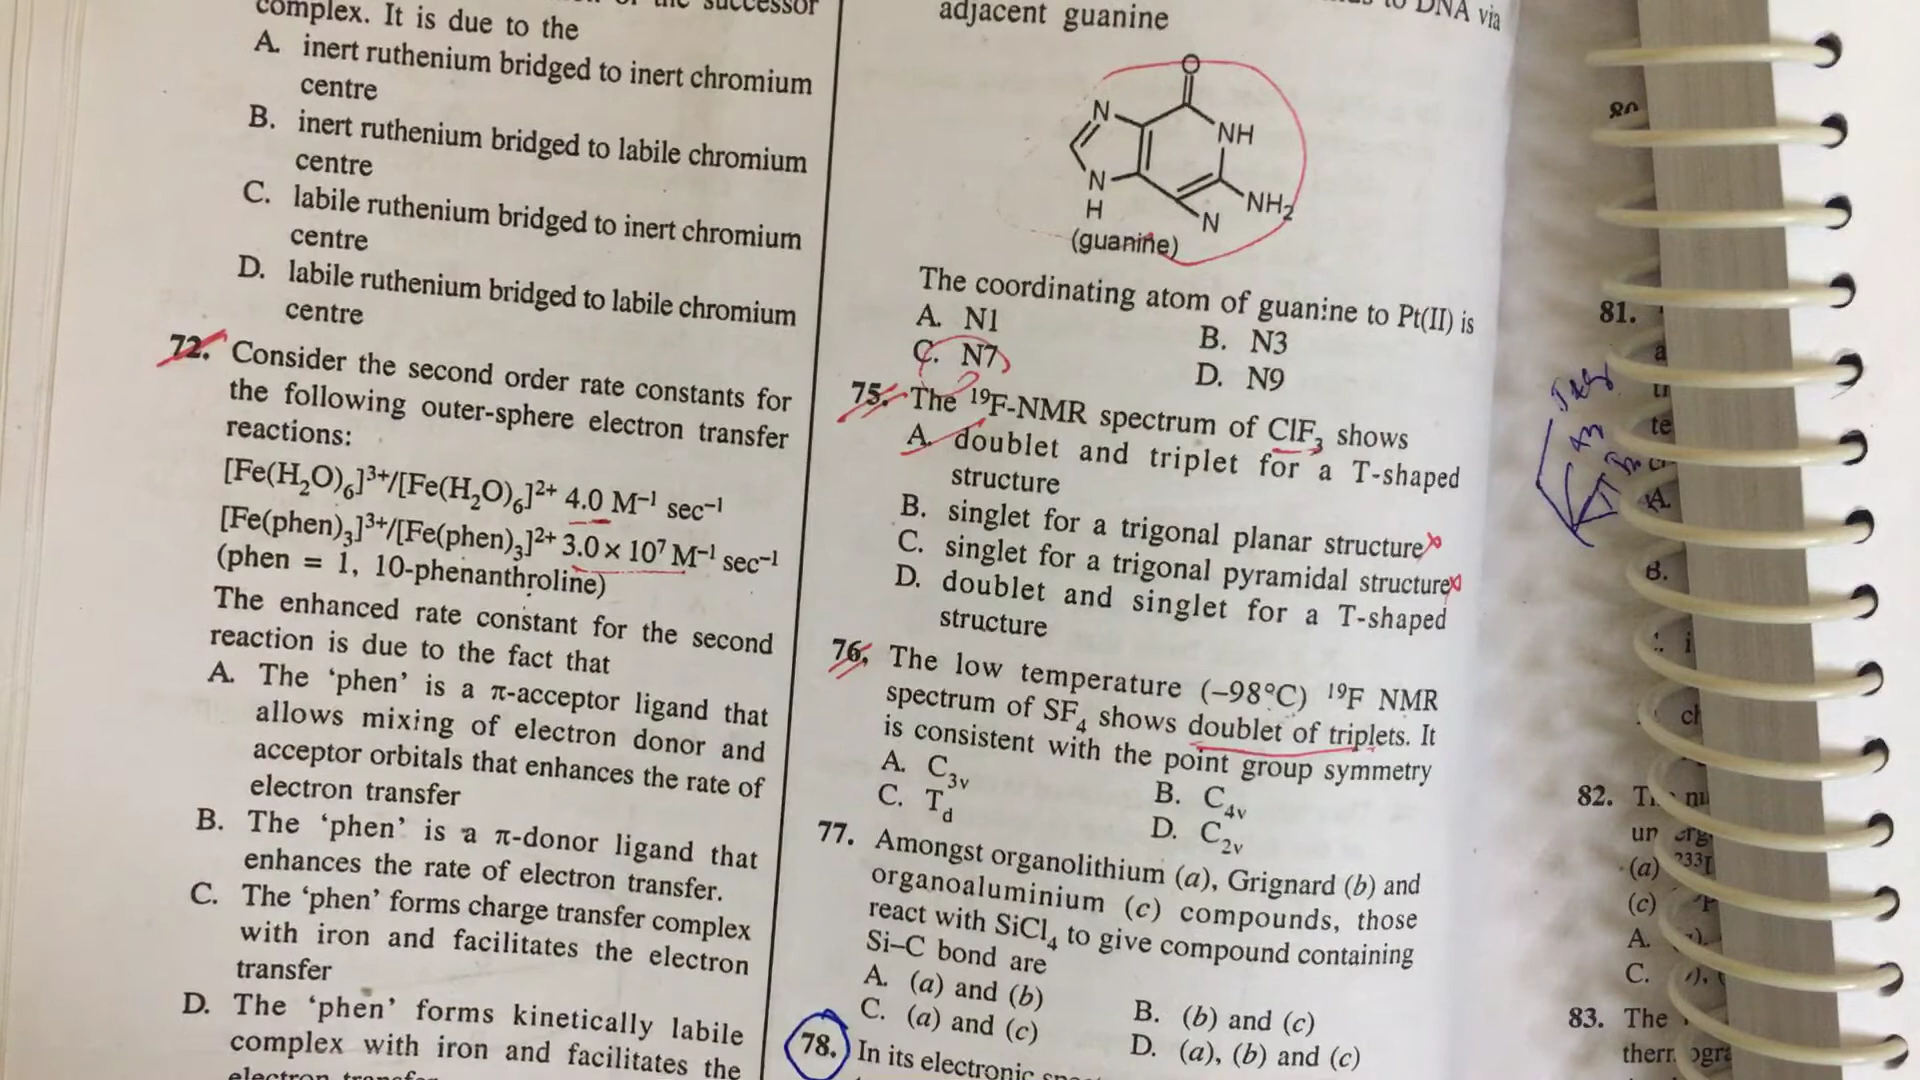 successor
complex. It is due to the
A. inert ruthenium bridged to inert chromium
centre
B. inert ruthenium bridged to labile chromium
centre
C. labile ruthenium bridged to inert chromium
centre
D. labile ruthenium bridged to labile chromium
centre
72. Consider the second order rate constants for
the following outer-sphere electron transfer
reactions:
[Fe(H₂O)₆]³⁺/[Fe(H₂O)₆]²⁺ 4.0 M⁻¹ sec⁻¹
[Fe(phen)₃]³⁺/[Fe(phen)₃]²⁺ 3.0 × 10⁷ M⁻¹ sec⁻¹
(phen = 1, 10-phenanthroline)
The enhanced rate constant for the second
reaction is due to the fact that
A. The ‘phen’ is a π-acceptor ligand that
allows mixing of electron donor and
acceptor orbitals that enhances the rate of
electron transfer
B. The ‘phen’ is a π-donor ligand that
enhances the rate of electron transfer.
C. The ‘phen’ forms charge transfer complex
with iron and facilitates the electron
transfer
D. The ‘phen’ forms kinetically labile
complex with iron and facilitates the
electron
to DNA via
adjacent guanine
O
N
NH
N
H
N
NH₂
(guanine)
The coordinating atom of guanine to Pt(II) is
A. N1
B. N3
C. N7
D. N9
75. The ¹⁹F-NMR spectrum of ClF₃ shows
A. doublet and triplet for a T-shaped
structure
B. singlet for a trigonal planar structure
C. singlet for a trigonal pyramidal structure
D. doublet and singlet for a T-shaped
structure
76. The low temperature (–98°C) ¹⁹F NMR
spectrum of SF₄ shows doublet of triplets. It
is consistent with the point group symmetry
A. C₃ᵥ
B. C₄ᵥ
C. T_d
D. C₂ᵥ
77. Amongst organolithium (a), Grignard (b) and
organoaluminium (c) compounds, those
react with SiCl₄ to give compound containing
Si–C bond are
A. (a) and (b)
B. (b) and (c)
C. (a) and (c)
D. (a), (b) and (c)
78. In its electronic
81.
a
te
A.
B.
82.
(a)
(c)
A.
C.
83. The